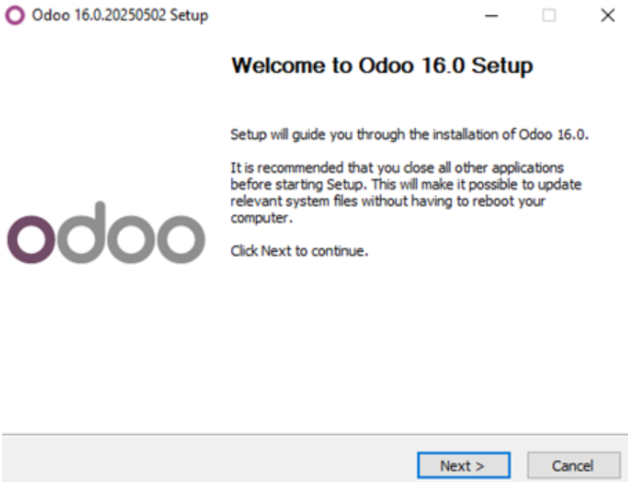 Odoo 16.0.20250502 Setup
Welcome to Odoo 16.0 Setup
Setup will guide you through the installation of Odoo 16.0.
It is recommended that you close all other applications
before starting Setup. This will make it possible to update
relevant system files without having to reboot your
computer.
odoo
Click Next to continue.
Next >
Cancel